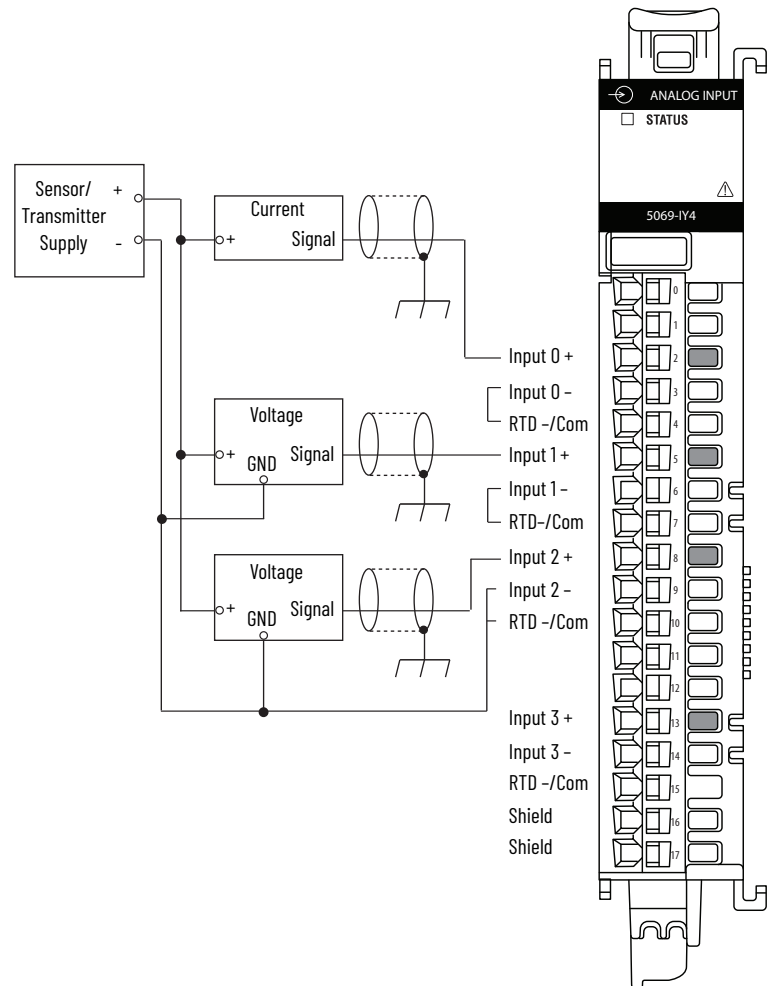 ANALOG INPUT
STATUS
5069-IY4
Sensor/ +
Transmitter
Supply -
Current
+ Signal
Voltage
+ Signal
GND
Voltage
+ Signal
GND
Input 0 +
Input 0 –
RTD –/Com
Input 1 +
Input 1 –
RTD–/Com
Input 2 +
Input 2 –
RTD –/Com
Input 3 +
Input 3 –
RTD –/Com
Shield
Shield
0
1
2
3
4
5
6
7
8
9
10
11
12
13
14
15
16
17